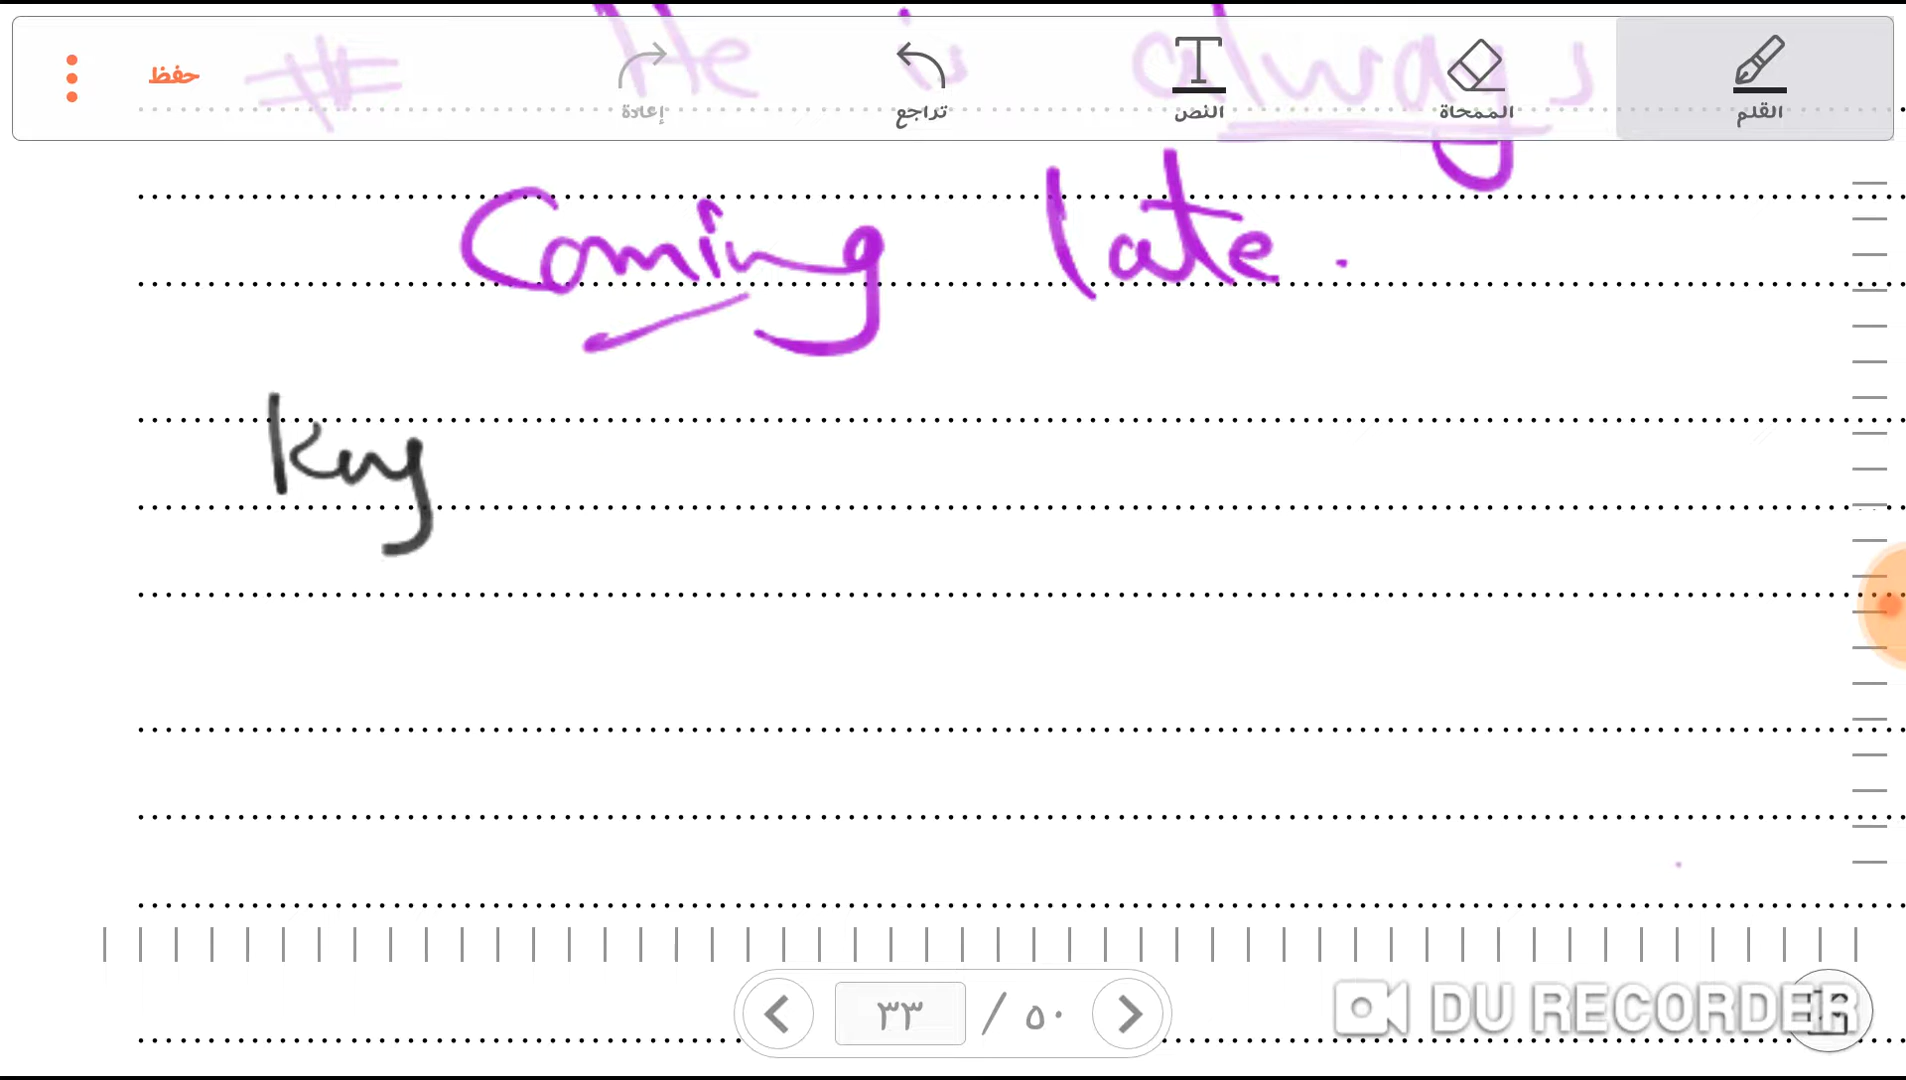 # He is always
حفظ إعادة تراجع النص الممحاة القلم
Coming late.
key
٣٣ / ٥٠
DU RECORDER